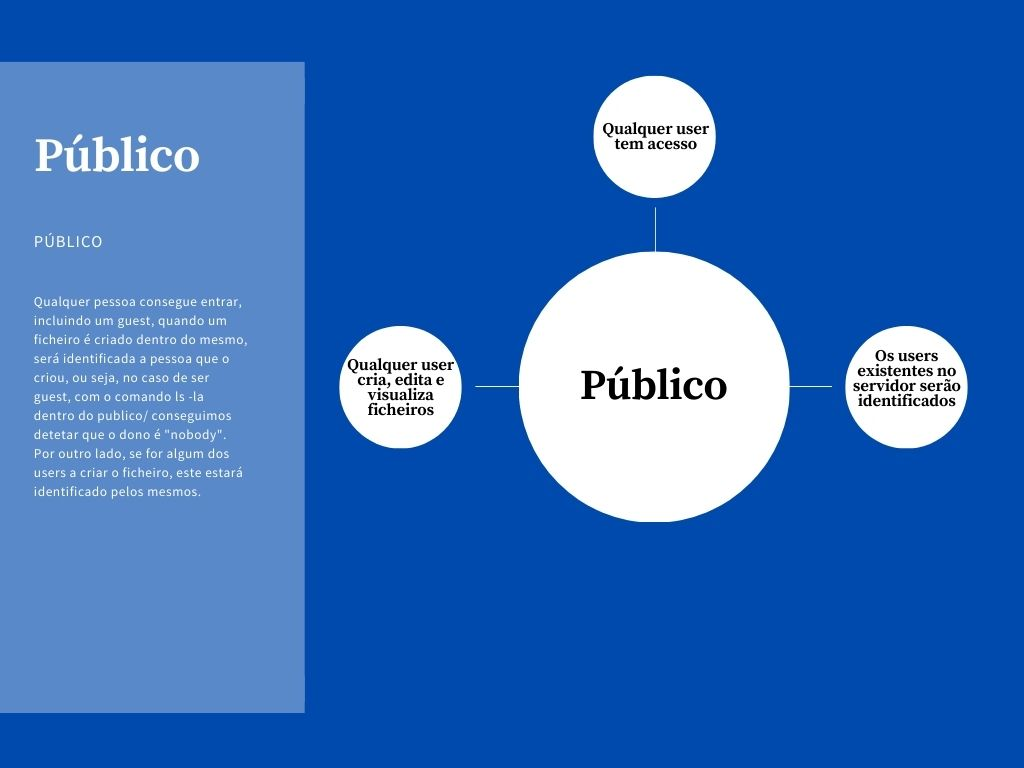 Público
PÚBLICO
Qualquer pessoa consegue entrar,
incluindo um guest, quando um
ficheiro é criado dentro do mesmo,
será identificada a pessoa que o
criou, ou seja, no caso de ser
guest, com o comando ls -la
dentro do publico/ conseguimos
detetar que o dono é "nobody".
Por outro lado, se for algum dos
users a criar o ficheiro, este estará
identificado pelos mesmos.
Qualquer user
tem acesso
Qualquer user
cria, edita e
visualiza
ficheiros
Público
Os users
existentes no
servidor serão
identificados